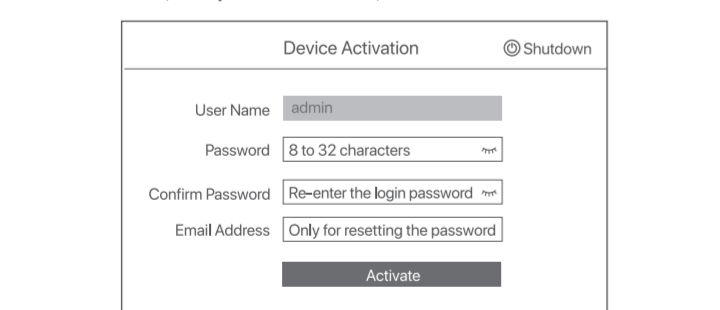 Device Activation Shutdown
User Name admin
Password 8 to 32 characters
Confirm Password Re-enter the login password
Email Address Only for resetting the password
Activate